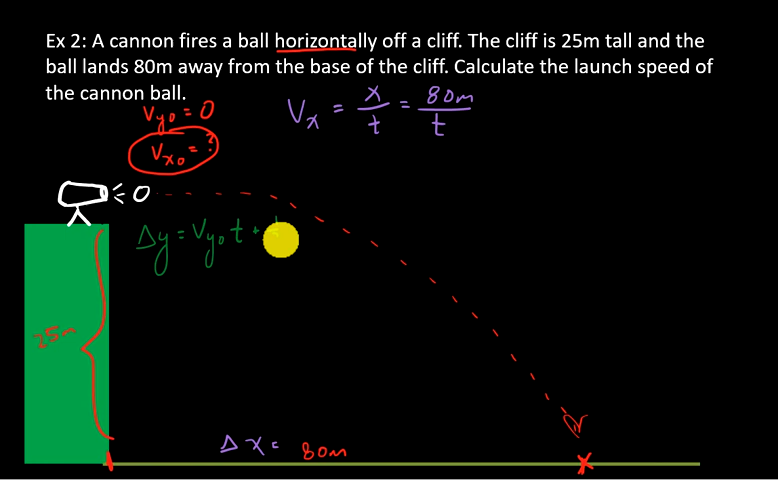 Ex 2: A cannon fires a ball horizontally off a cliff. The cliff is 25m tall and the
ball lands 80m away from the base of the cliff. Calculate the launch speed of
the cannon ball.
Vyo = 0
Vxo = ?
Vx = x/t = 80m/t
Δy = Vyo t +
25m
Δx = 80m